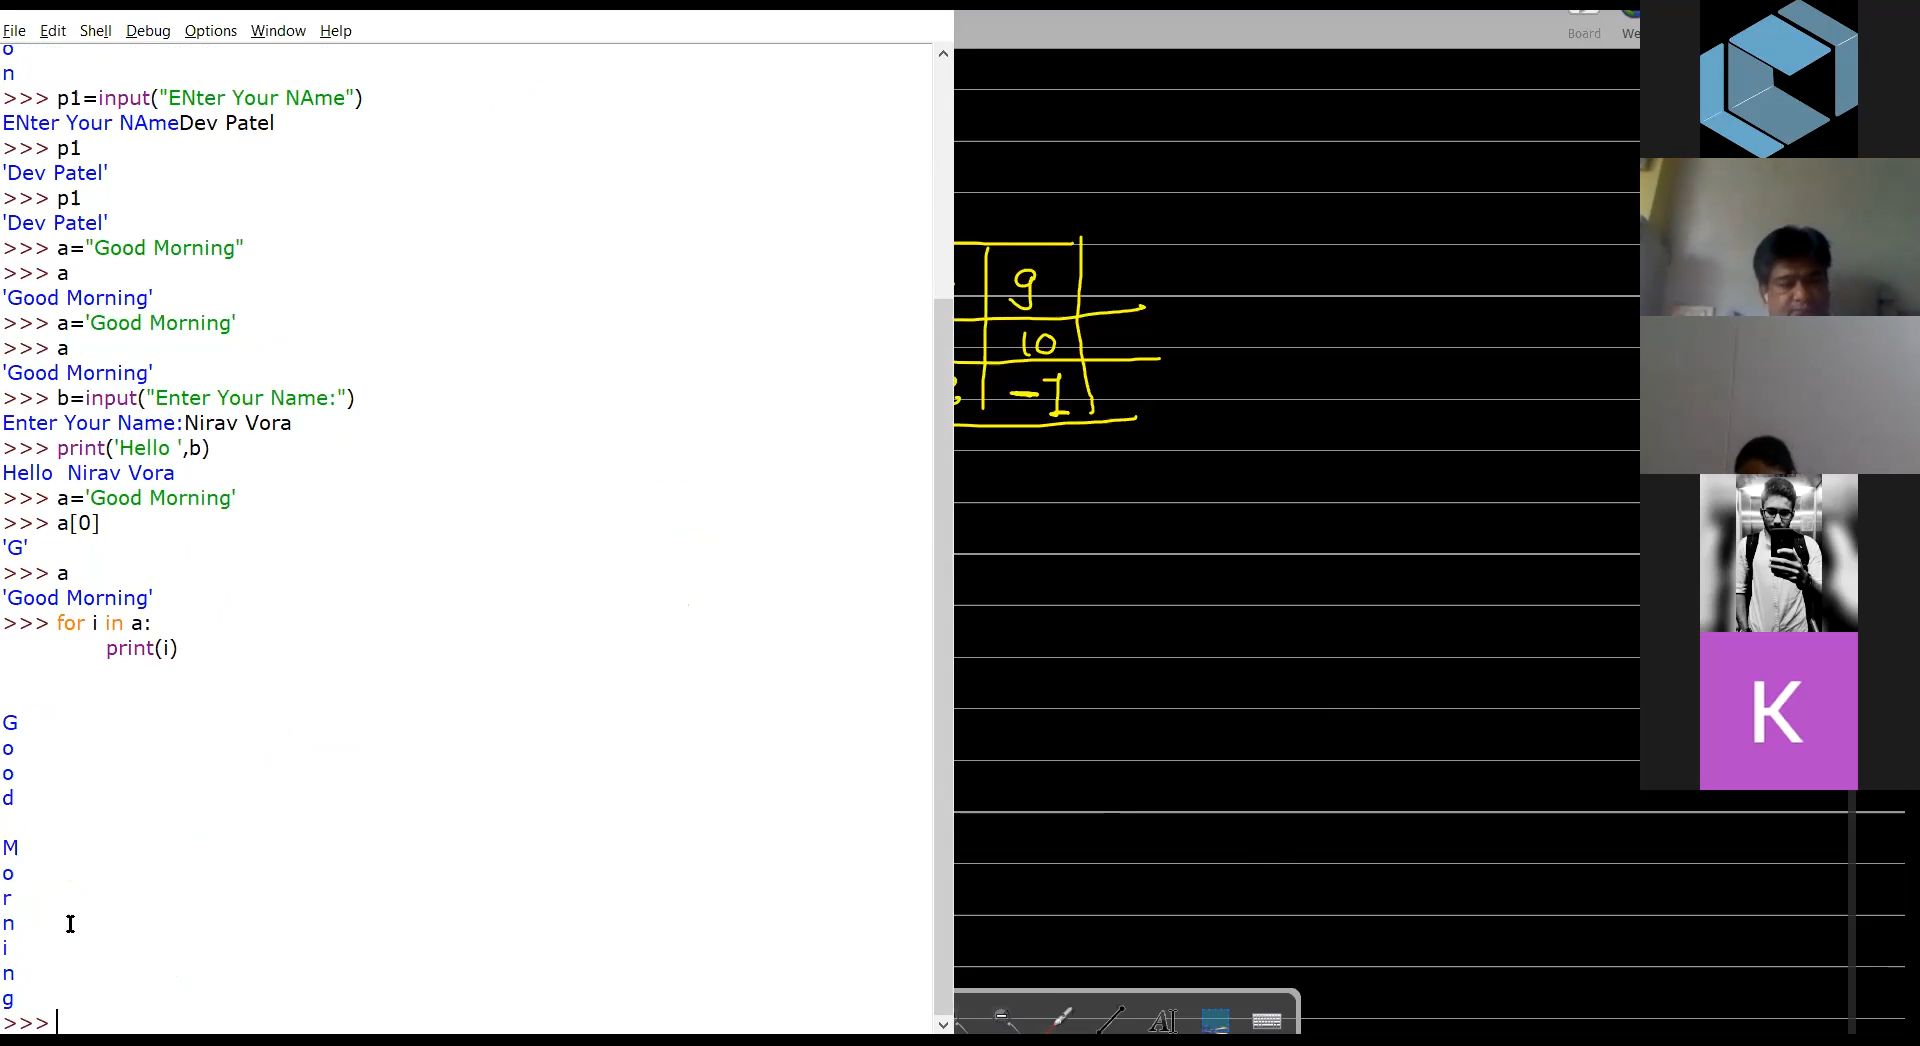 File Edit Shell Debug Options Window Help
o
n
>>> p1=input("ENter Your NAme")
ENter Your NAmeDev Patel
>>> p1
'Dev Patel'
>>> p1
'Dev Patel'
>>> a="Good Morning"
>>> a
'Good Morning'
>>> a='Good Morning'
>>> a
'Good Morning'
>>> b=input("Enter Your Name:")
Enter Your Name:Nirav Vora
>>> print('Hello ',b)
Hello  Nirav Vora
>>> a='Good Morning'
>>> a[0]
'G'
>>> a
'Good Morning'
>>> for i in a:
print(i)
G
o
o
d
M
o
r
n
i
n
g
>>>
Board
g
10
-1
AI
K